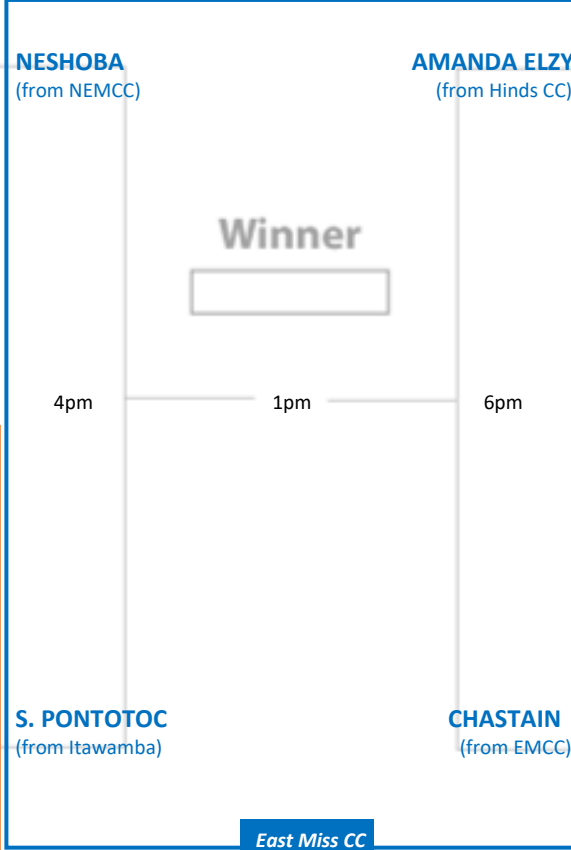 NESHOBA
(from NEMCC)
AMANDA ELZY
(from Hinds CC)
Winner
4pm
1pm
6pm
S. PONTOTOC
(from Itawamba)
CHASTAIN
(from EMCC)
East Miss CC